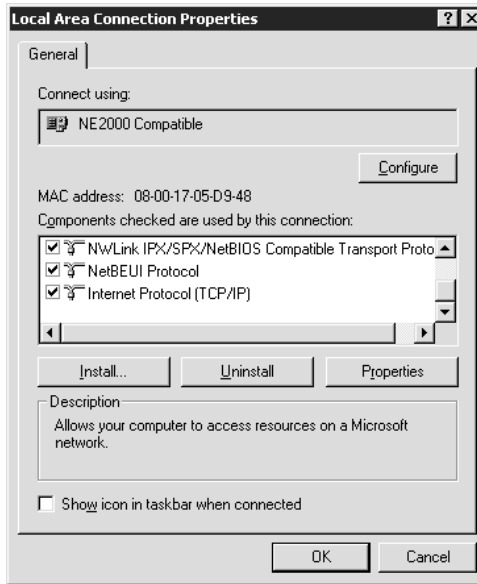 Local Area Connection Properties
General
Connect using:
NE2000 Compatible
Configure
MAC address: 08-00-17-05-D9-48
Components checked are used by this connection:
NWLink IPX/SPX/NetBIOS Compatible Transport Proto
NetBEUI Protocol
Internet Protocol (TCP/IP)
Install...
Uninstall
Properties
Description
Allows your computer to access resources on a Microsoft
network.
Show icon in taskbar when connected
OK
Cancel